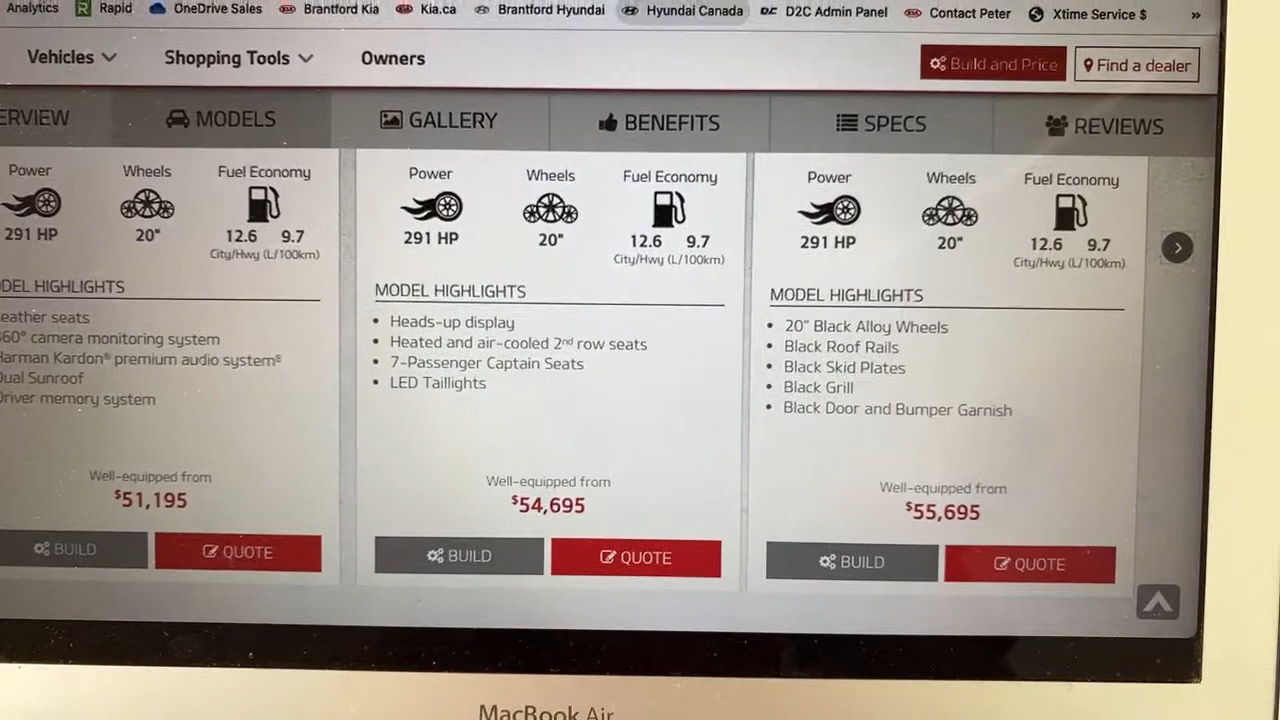 Analytics Rapid OneDrive Sales Brantford Kia Kia.ca Brantford Hyundai Hyundai Canada D2C Admin Panel Contact Peter Xtime Service $ »
Vehicles Shopping Tools Owners Build and Price Find a dealer
ERVIEW MODELS GALLERY BENEFITS SPECS REVIEWS
Power Wheels Fuel Economy
291 HP 20" 12.6 9.7
City/Hwy (L/100km)
DEL HIGHLIGHTS
eather seats
60° camera monitoring system
Harman Kardon® premium audio system⁸
Dual Sunroof
Driver memory system
Well-equipped from
$51,195
BUILD QUOTE
Power Wheels Fuel Economy
291 HP 20" 12.6 9.7
City/Hwy (L/100km)
MODEL HIGHLIGHTS
• Heads-up display
• Heated and air-cooled 2nd row seats
• 7-Passenger Captain Seats
• LED Taillights
Well-equipped from
$54,695
BUILD QUOTE
Power Wheels Fuel Economy
291 HP 20" 12.6 9.7
City/Hwy (L/100km)
MODEL HIGHLIGHTS
• 20" Black Alloy Wheels
• Black Roof Rails
• Black Skid Plates
• Black Grill
• Black Door and Bumper Garnish
Well-equipped from
$55,695
BUILD QUOTE
MacBook Air